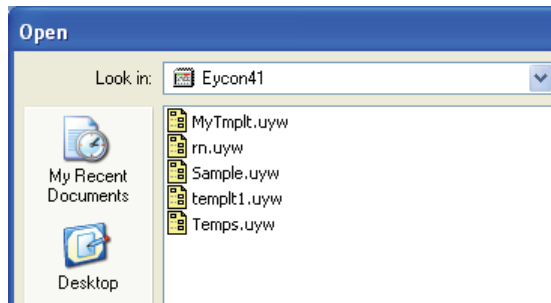 Open
Look in: Eycon41
MyTmplt.uyw
rn.uyw
Sample.uyw
templt1.uyw
Temps.uyw
My Recent
Documents
Desktop